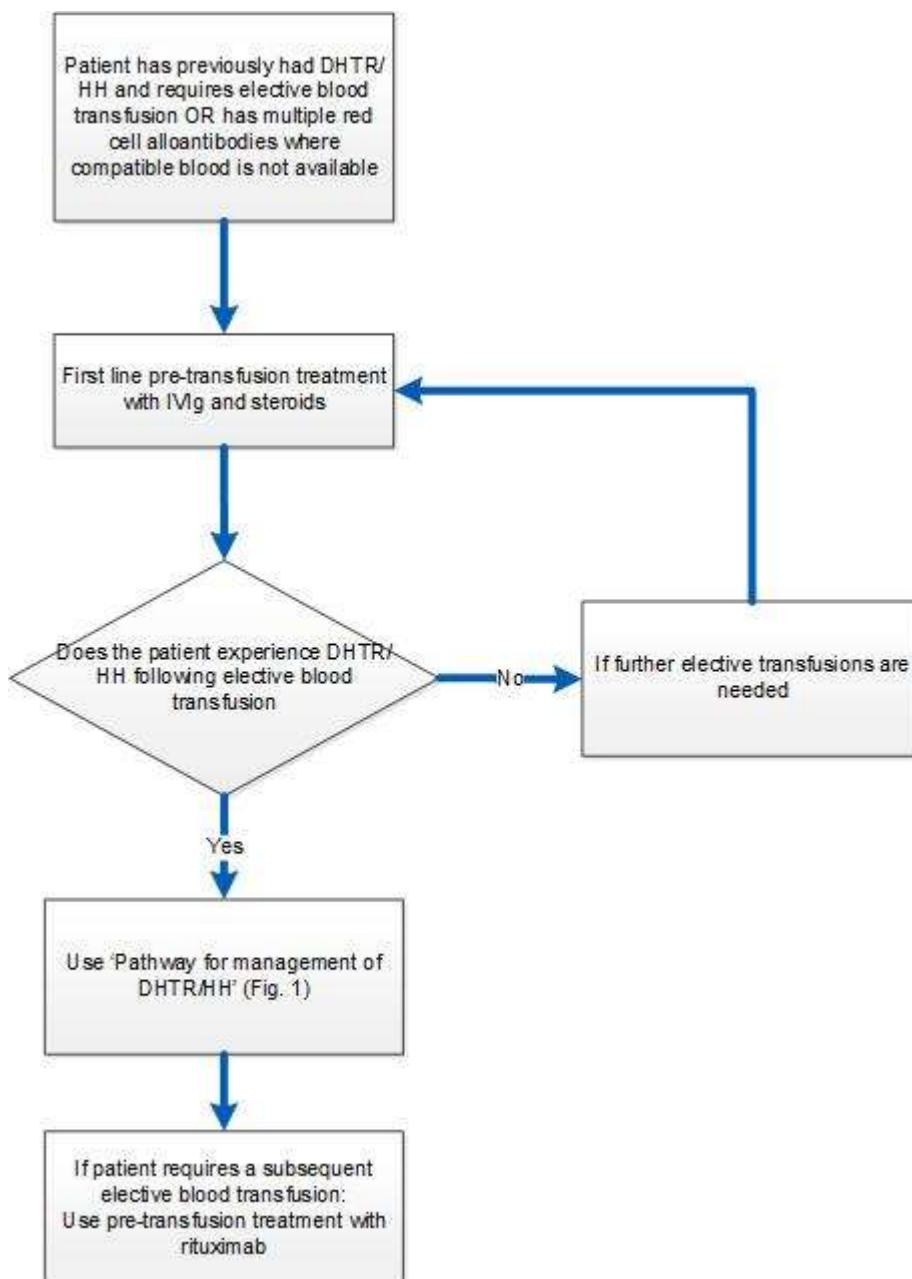 Patient has previously had DHTR/
HH and requires elective blood
transfusion OR has multiple red
cell alloantibodies where
compatible blood is not available
First line pre-transfusion treatment
with IVIg and steroids
Does the patient experience DHTR/
HH following elective blood
transfusion
No
If further elective transfusions are
needed
Yes
Use ‘Pathway for management of
DHTR/HH’ (Fig. 1)
If patient requires a subsequent
elective blood transfusion:
Use pre-transfusion treatment with
rituximab